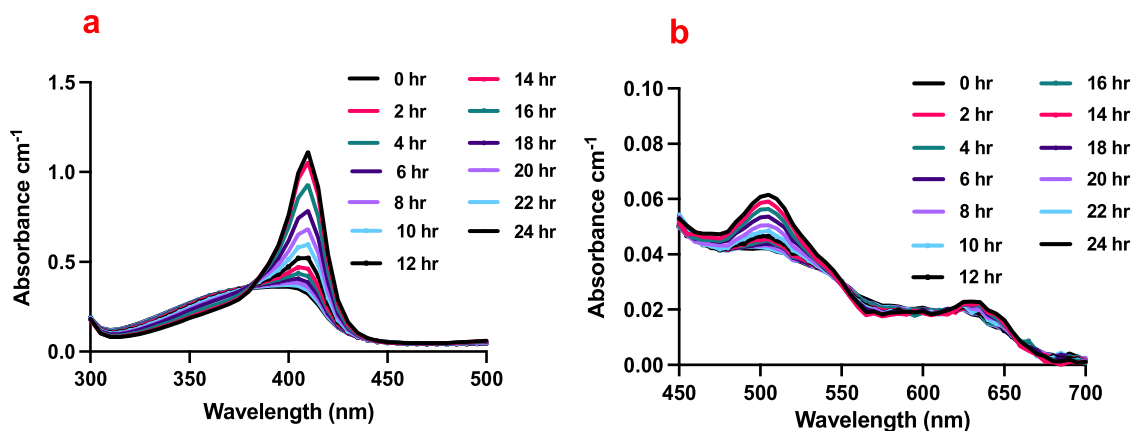 a
1.5
1.0
0.5
0.0
300
350
400
450
500
Wavelength (nm)
Absorbance cm-1
0 hr
2 hr
4 hr
6 hr
8 hr
10 hr
12 hr
14 hr
16 hr
18 hr
20 hr
22 hr
24 hr
b
0.10
0.08
0.06
0.04
0.02
0.00
450
500
550
600
650
700
Wavelength (nm)
Absorbance cm-1
0 hr
2 hr
4 hr
6 hr
8 hr
10 hr
12 hr
16 hr
14 hr
18 hr
20 hr
22 hr
24 hr